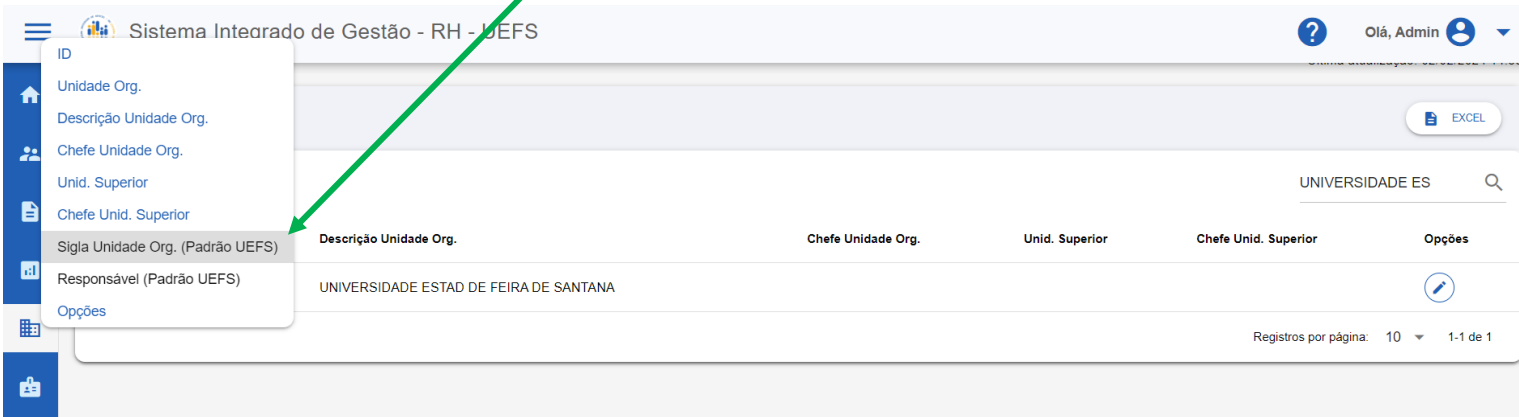 Sistema Integrado de Gestão - RH - UEFS
?
Olá, Admin
ID
Unidade Org.
Descrição Unidade Org.
Chefe Unidade Org.
Unid. Superior
Chefe Unid. Superior
Sigla Unidade Org. (Padrão UEFS)
Responsável (Padrão UEFS)
Opções
EXCEL
UNIVERSIDADE ES
Descrição Unidade Org. Chefe Unidade Org. Unid. Superior Chefe Unid. Superior Opções
UNIVERSIDADE ESTAD DE FEIRA DE SANTANA
Registros por página: 10 1-1 de 1